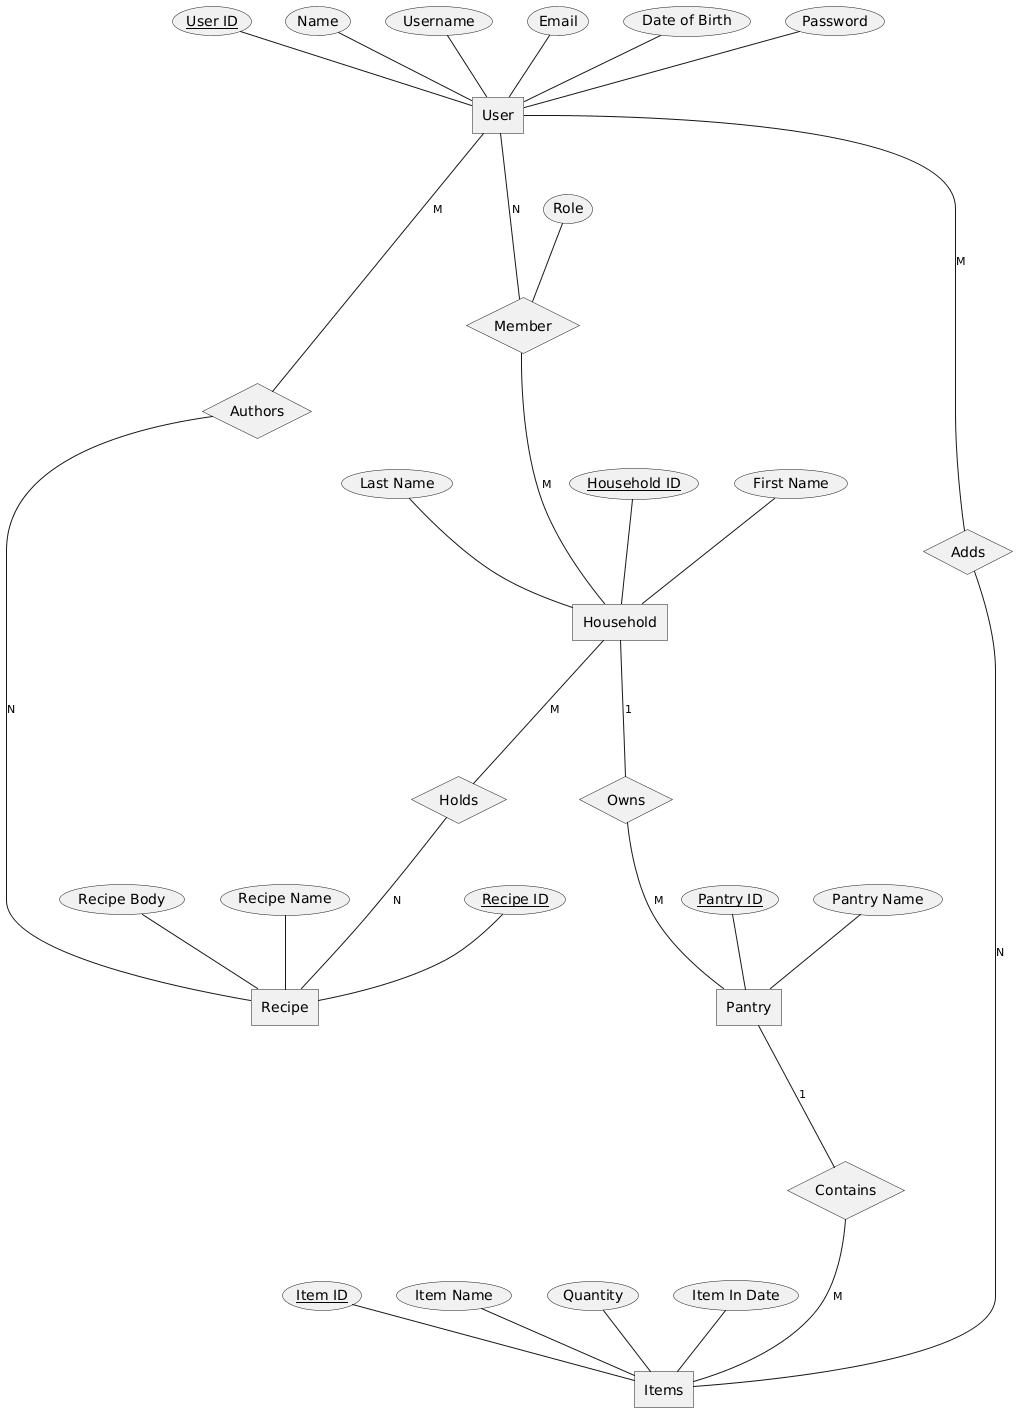 User ID
Name
Username
Email
Date of Birth
Password
User
M
N
Role
M
Member
Authors
Last Name
M
Household ID
First Name
Adds
Household
N
M
1
Holds
Owns
Recipe Body
Recipe Name
N
Recipe ID
M
Pantry ID
Pantry Name
N
Recipe
Pantry
1
Contains
Item ID
Item Name
Quantity
Item In Date
M
Items